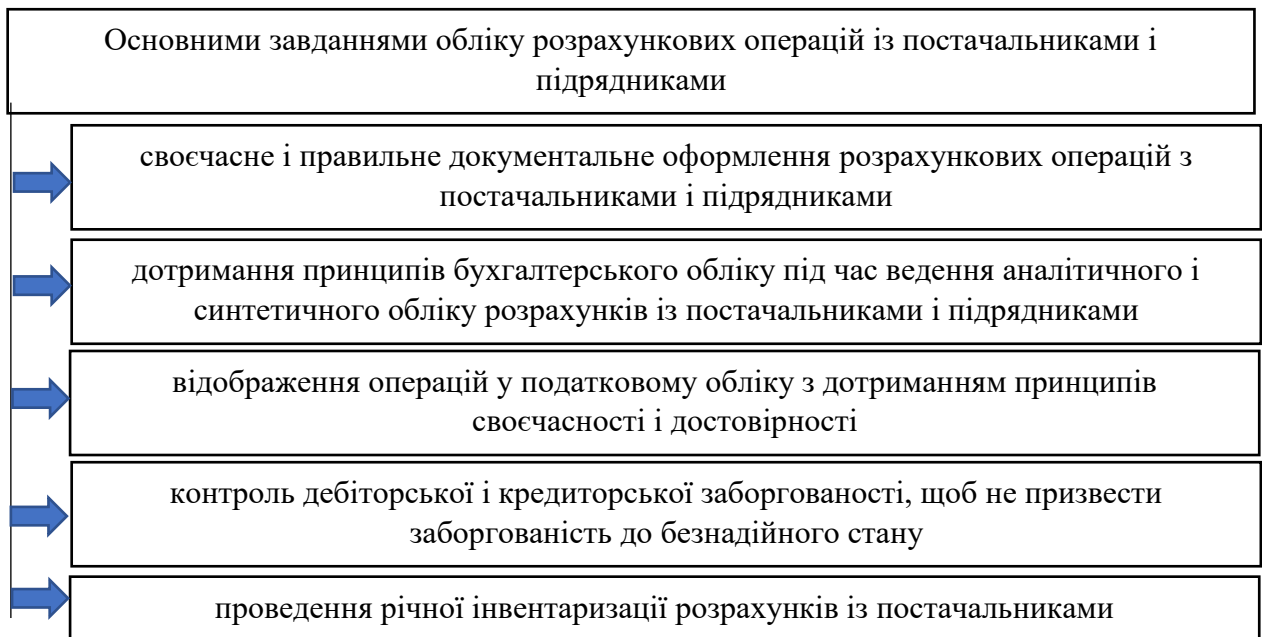 Основними завданнями обліку розрахункових операцій із постачальниками і
підрядниками
своєчасне і правильне документальне оформлення розрахункових операцій з
постачальниками і підрядниками
дотримання принципів бухгалтерського обліку під час ведення аналітичного і
синтетичного обліку розрахунків із постачальниками і підрядниками
відображення операцій у податковому обліку з дотриманням принципів
своєчасності і достовірності
контроль дебіторської і кредиторської заборгованості, щоб не призвести
заборгованість до безнадійного стану
проведення річної інвентаризації розрахунків із постачальниками